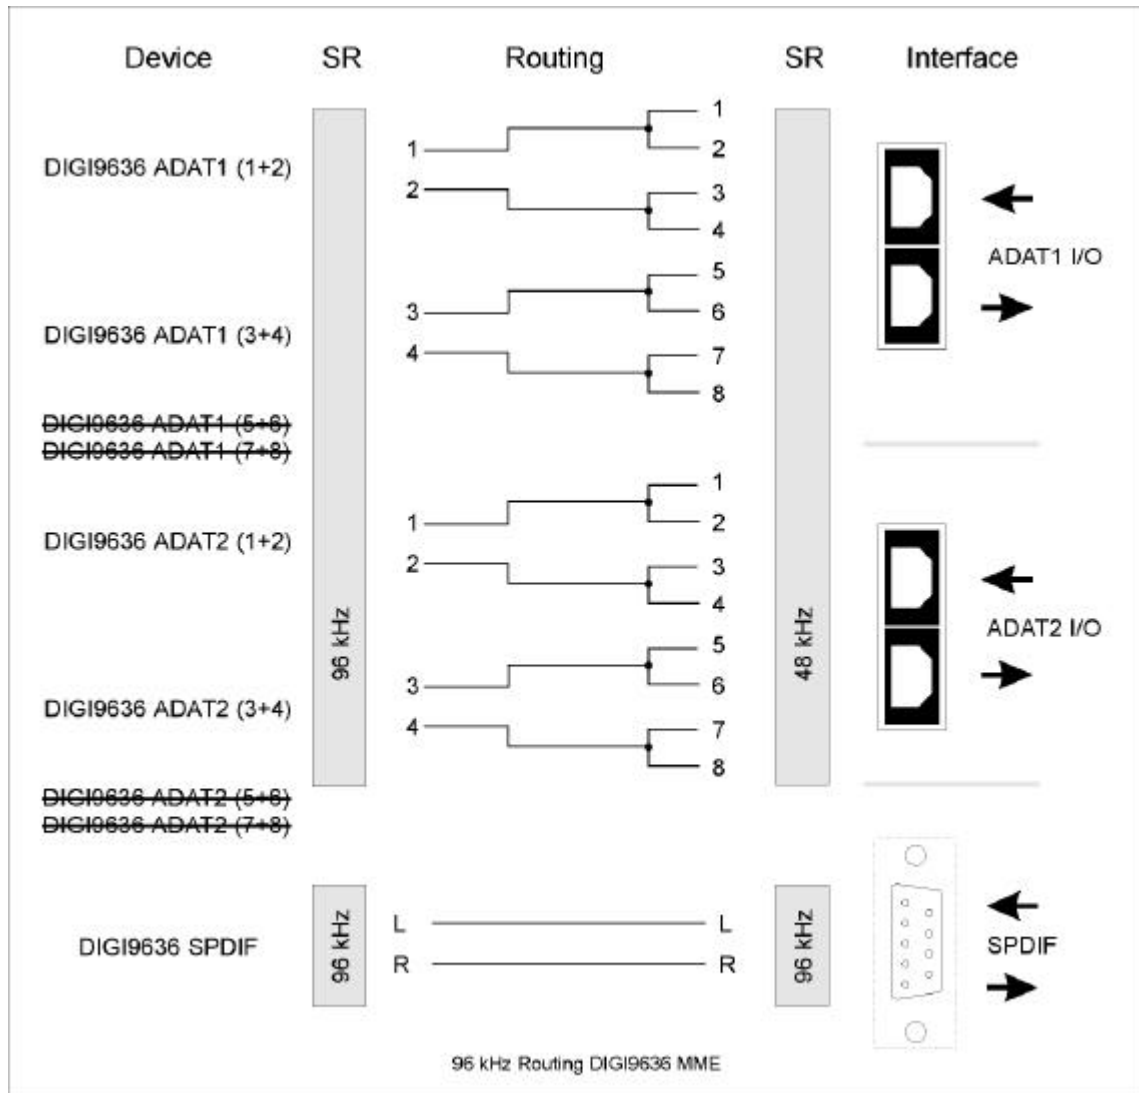 Device SR Routing SR Interface
1
2
DIGI9636 ADAT1 (1+2)
1
2
3
4
ADAT1 I/O
5
6
DIGI9636 ADAT1 (3+4)
3
4
7
8
DIGI9636 ADAT1 (5+6)
DIGI9636 ADAT1 (7+8)
1
2
DIGI9636 ADAT2 (1+2)
1
2
3
4
96 kHz
48 kHz
ADAT2 I/O
5
6
DIGI9636 ADAT2 (3+4)
3
4
7
8
DIGI9636 ADAT2 (5+6)
DIGI9636 ADAT2 (7+8)
DIGI9636 SPDIF
96 kHz
L L
R R
96 kHz
SPDIF
96 kHz Routing DIGI9636 MME